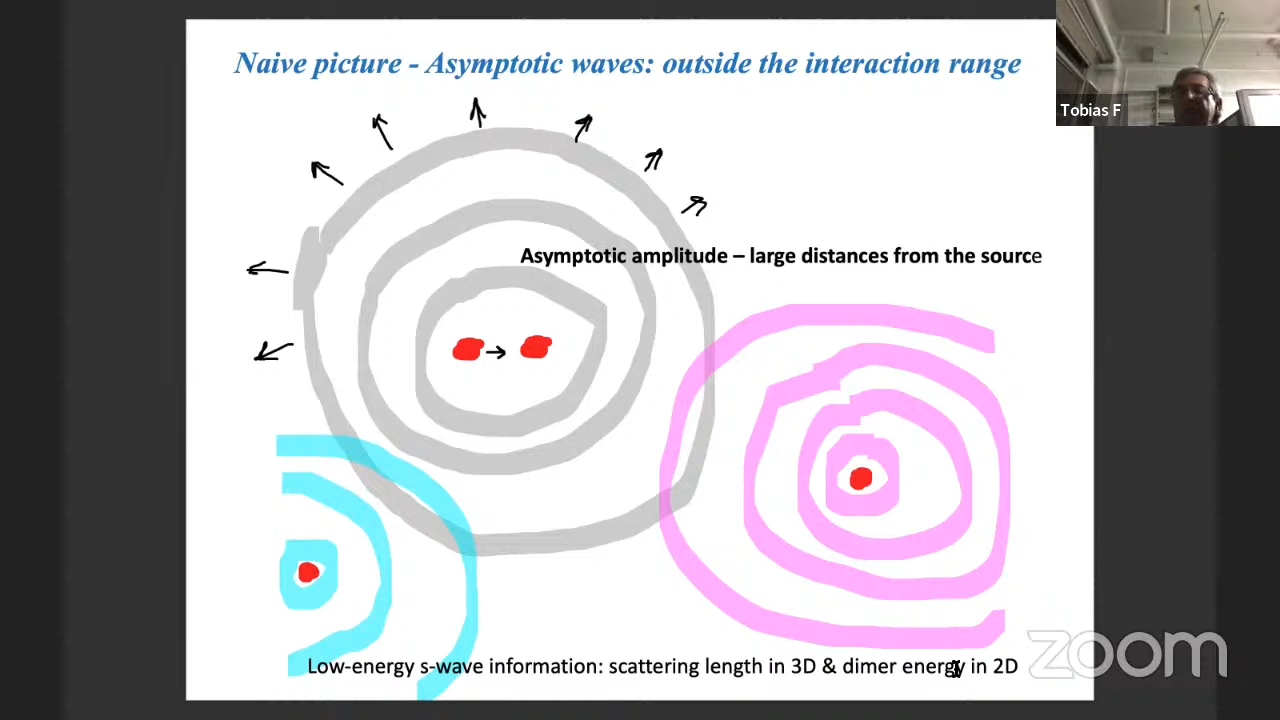 Naive picture - Asymptotic waves: outside the interaction range
Tobias F
Asymptotic amplitude – large distances from the source
Low-energy s-wave information: scattering length in 3D & dimer energy in 2D
zoom